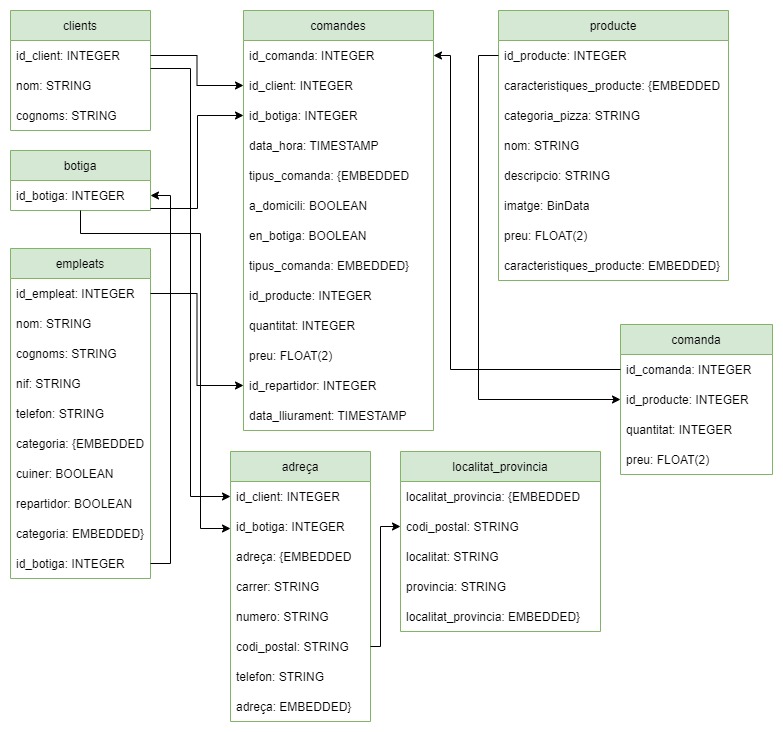 clients
id_client: INTEGER
nom: STRING
cognoms: STRING
botiga
id_botiga: INTEGER
empleats
id_empleat: INTEGER
nom: STRING
cognoms: STRING
nif: STRING
telefon: STRING
categoria: {EMBEDDED
cuiner: BOOLEAN
repartidor: BOOLEAN
categoria: EMBEDDED}
id_botiga: INTEGER
comandes
id_comanda: INTEGER
id_client: INTEGER
id_botiga: INTEGER
data_hora: TIMESTAMP
tipus_comanda: {EMBEDDED
a_domicili: BOOLEAN
en_botiga: BOOLEAN
tipus_comanda: EMBEDDED}
id_producte: INTEGER
quantitat: INTEGER
preu: FLOAT(2)
id_repartidor: INTEGER
data_lliurament: TIMESTAMP
producte
id_producte: INTEGER
caracteristiques_producte: {EMBEDDED
categoria_pizza: STRING
nom: STRING
descripcio: STRING
imatge: BinData
preu: FLOAT(2)
caracteristiques_producte: EMBEDDED}
comanda
id_comanda: INTEGER
id_producte: INTEGER
quantitat: INTEGER
preu: FLOAT(2)
adreça
id_client: INTEGER
id_botiga: INTEGER
adreça: {EMBEDDED
carrer: STRING
numero: STRING
codi_postal: STRING
telefon: STRING
adreça: EMBEDDED}
localitat_provincia
localitat_provincia: {EMBEDDED
codi_postal: STRING
localitat: STRING
provincia: STRING
localitat_provincia: EMBEDDED}